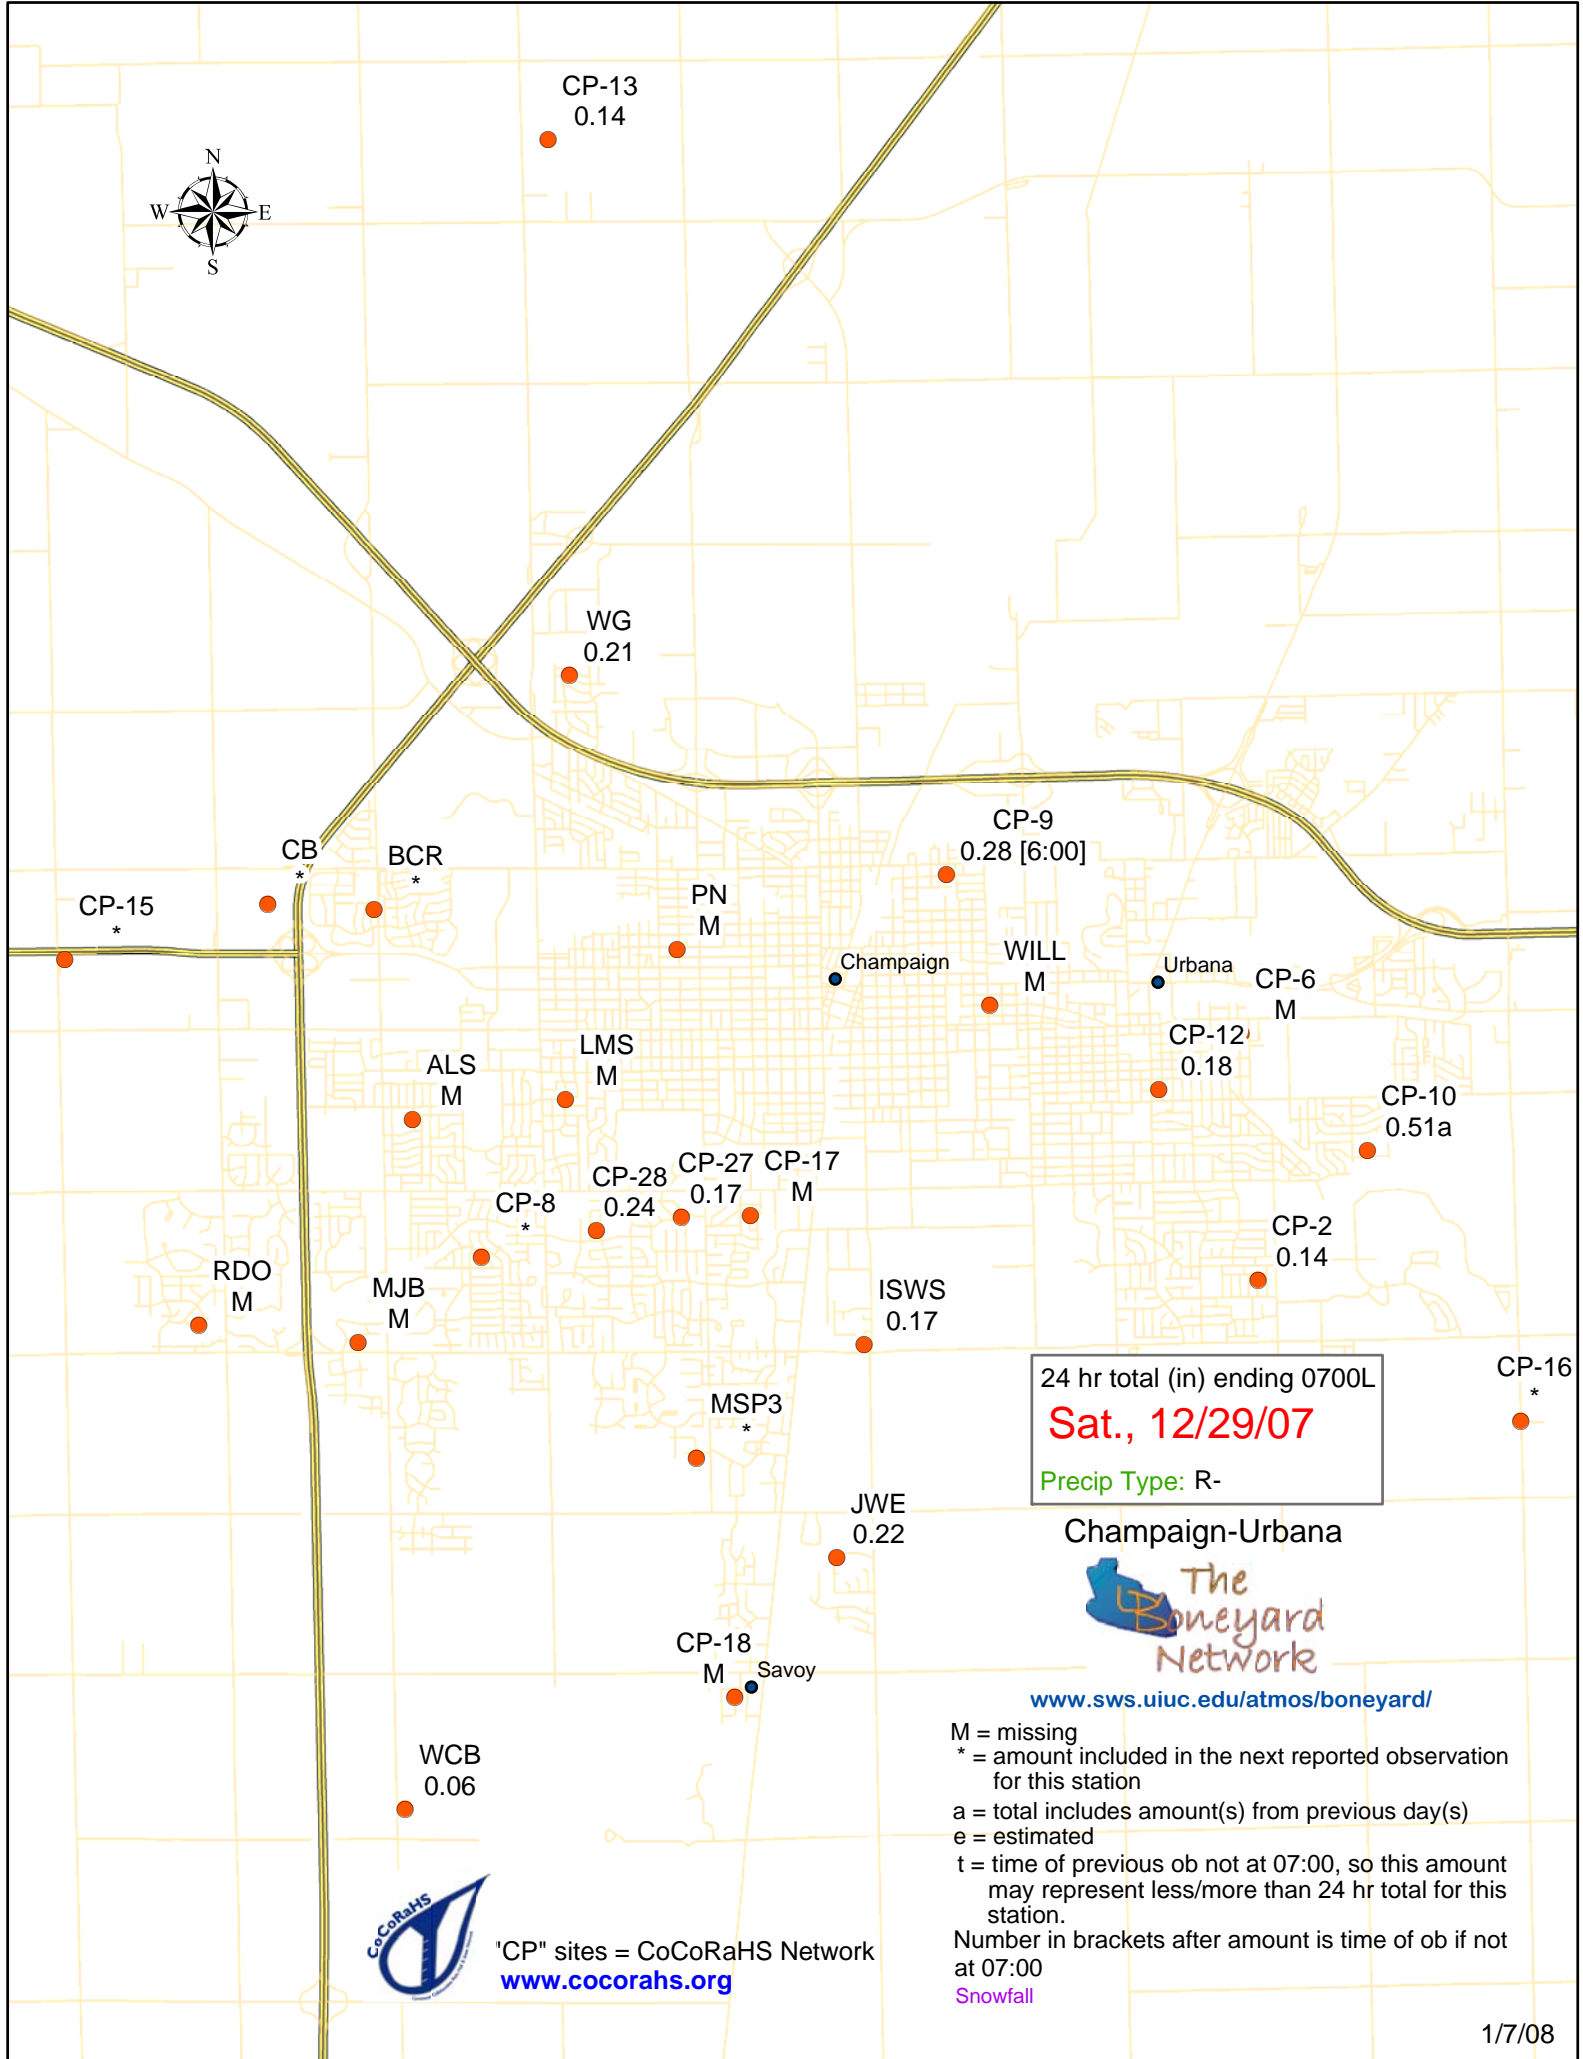 CP-13
0.14
N
W
E
S
WG
0.21
CP-9
0.28 [6:00]
CB
*
BCR
*
CP-15
*
PN
M
Champaign
WILL
M
Urbana
CP-6
M
CP-12
0.18
LMS
M
ALS
M
CP-10
0.51a
CP-28
0.24
CP-27
0.17
CP-17
M
CP-8
*
CP-2
0.14
RDO
M
MJB
M
ISWS
0.17
CP-16
*
MSP3
*
24 hr total (in) ending 0700L
Sat., 12/29/07
Precip Type: R-
JWE
0.22
Champaign-Urbana
The
Boneyard
Network
CP-18
M
Savoy
www.sws.uiuc.edu/atmos/boneyard/
WCB
0.06
M = missing
* = amount included in the next reported observation
for this station
a = total includes amount(s) from previous day(s)
e = estimated
t = time of previous ob not at 07:00, so this amount
may represent less/more than 24 hr total for this
station.
Number in brackets after amount is time of ob if not
at 07:00
Snowfall
CoCoRaHS
"CP" sites = CoCoRaHS Network
www.cocorahs.org
1/7/08